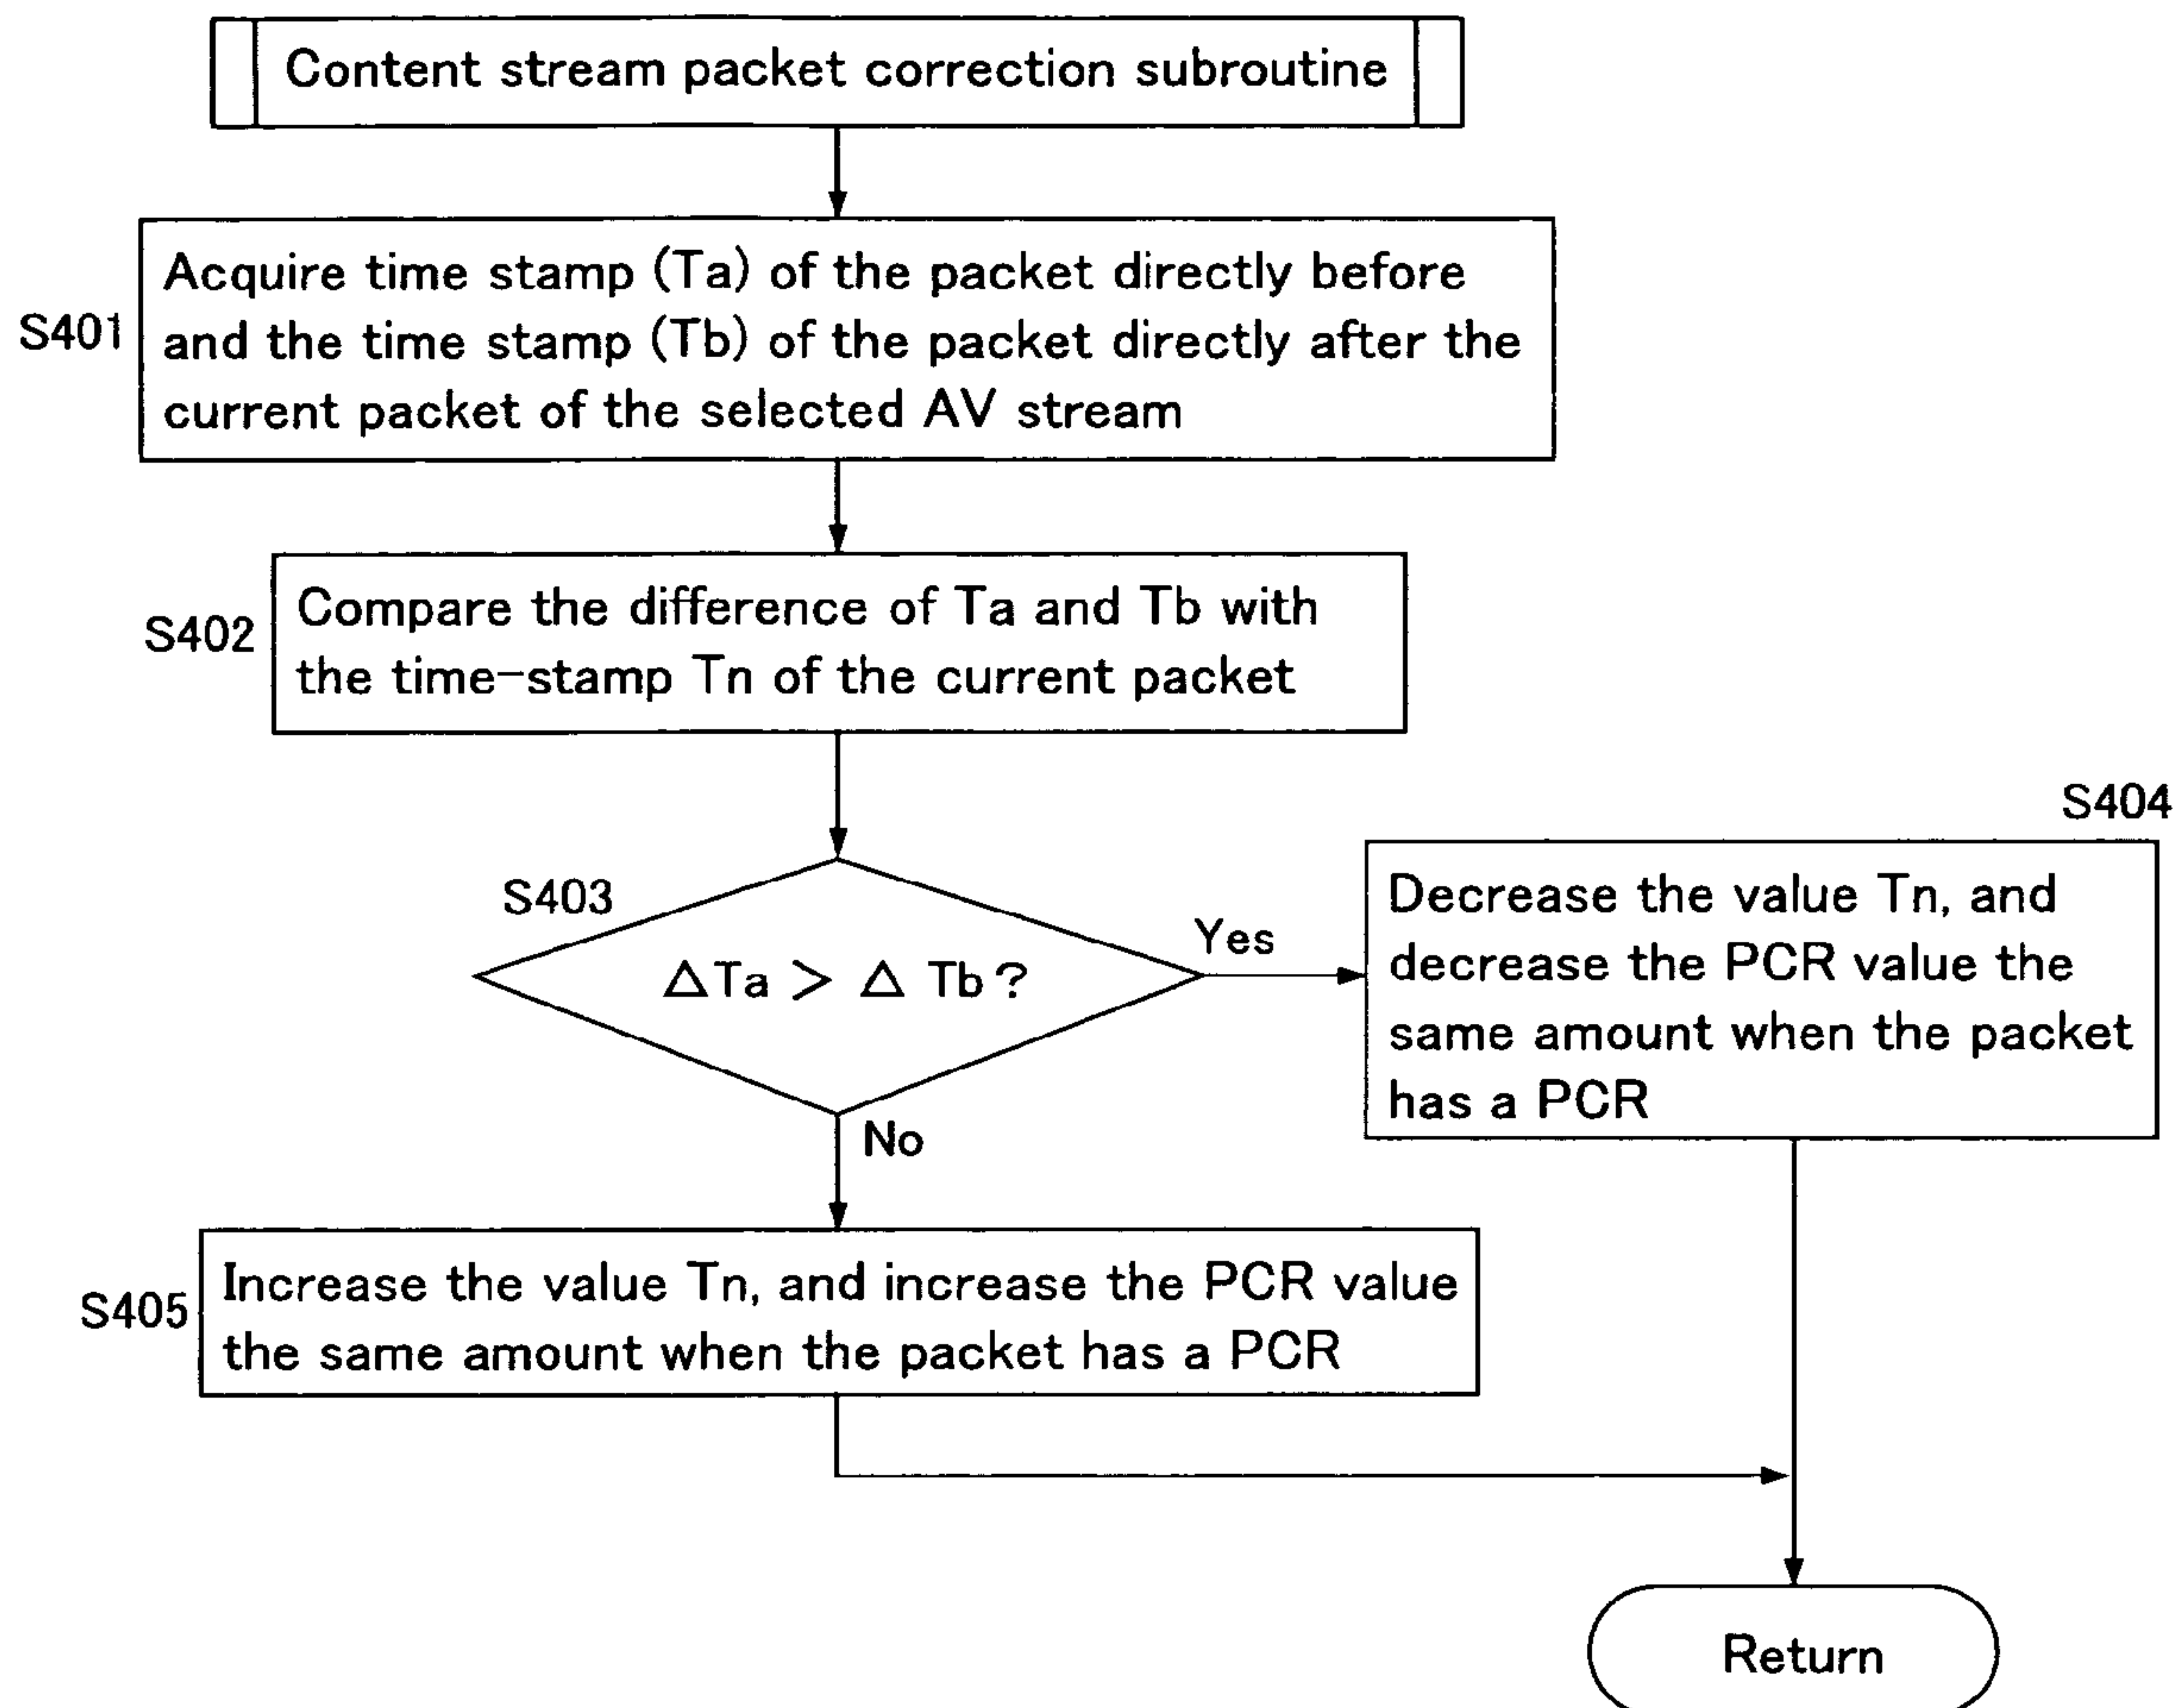 Content stream packet correction subroutine
S401
Acquire time stamp (Ta) of the packet directly before
and the time stamp (Tb) of the packet directly after the
current packet of the selected AV stream
S402
Compare the difference of Ta and Tb with
the time-stamp Tn of the current packet
S403
△Ta > △ Tb ?
Yes
No
S404
Decrease the value Tn, and
decrease the PCR value the
same amount when the packet
has a PCR
S405
Increase the value Tn, and increase the PCR value
the same amount when the packet has a PCR
Return